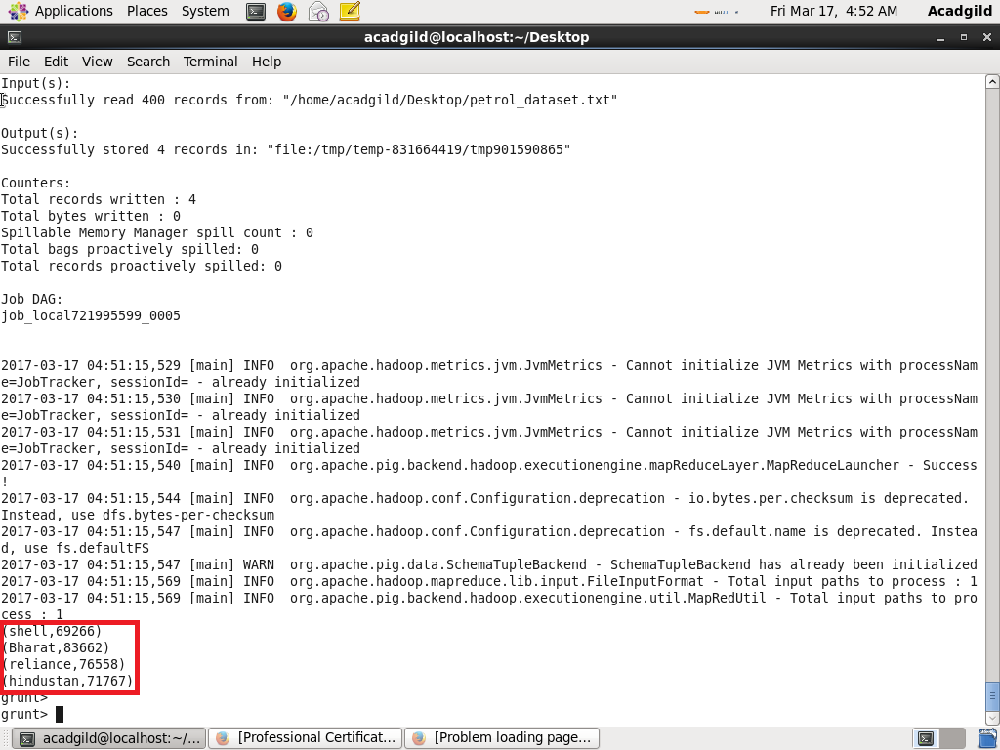 Applications Places System Fri Mar 17, 4:52 AM Acadgild
acadgild@localhost:~/Desktop
File Edit View Search Terminal Help
Input(s):
Successfully read 400 records from: "/home/acadgild/Desktop/petrol_dataset.txt"
Output(s):
Successfully stored 4 records in: "file:/tmp/temp-831664419/tmp901590865"
Counters:
Total records written : 4
Total bytes written : 0
Spillable Memory Manager spill count : 0
Total bags proactively spilled: 0
Total records proactively spilled: 0
Job DAG:
job_local721995599_0005
2017-03-17 04:51:15,529 [main] INFO  org.apache.hadoop.metrics.jvm.JvmMetrics - Cannot initialize JVM Metrics with processNam
e=JobTracker, sessionId= - already initialized
2017-03-17 04:51:15,530 [main] INFO  org.apache.hadoop.metrics.jvm.JvmMetrics - Cannot initialize JVM Metrics with processNam
e=JobTracker, sessionId= - already initialized
2017-03-17 04:51:15,531 [main] INFO  org.apache.hadoop.metrics.jvm.JvmMetrics - Cannot initialize JVM Metrics with processNam
e=JobTracker, sessionId= - already initialized
2017-03-17 04:51:15,540 [main] INFO  org.apache.pig.backend.hadoop.executionengine.mapReduceLayer.MapReduceLauncher - Success
!
2017-03-17 04:51:15,544 [main] INFO  org.apache.hadoop.conf.Configuration.deprecation - io.bytes.per.checksum is deprecated.
Instead, use dfs.bytes-per-checksum
2017-03-17 04:51:15,547 [main] INFO  org.apache.hadoop.conf.Configuration.deprecation - fs.default.name is deprecated. Instea
d, use fs.defaultFS
2017-03-17 04:51:15,547 [main] WARN  org.apache.pig.data.SchemaTupleBackend - SchemaTupleBackend has already been initialized
2017-03-17 04:51:15,569 [main] INFO  org.apache.hadoop.mapreduce.lib.input.FileInputFormat - Total input paths to process : 1
2017-03-17 04:51:15,569 [main] INFO  org.apache.pig.backend.hadoop.executionengine.util.MapRedUtil - Total input paths to pro
cess : 1
(shell,69266)
(Bharat,83662)
(reliance,76558)
(hindustan,71767)
grunt>
grunt>
acadgild@localhost:~/... [Professional Certificat... [Problem loading page...